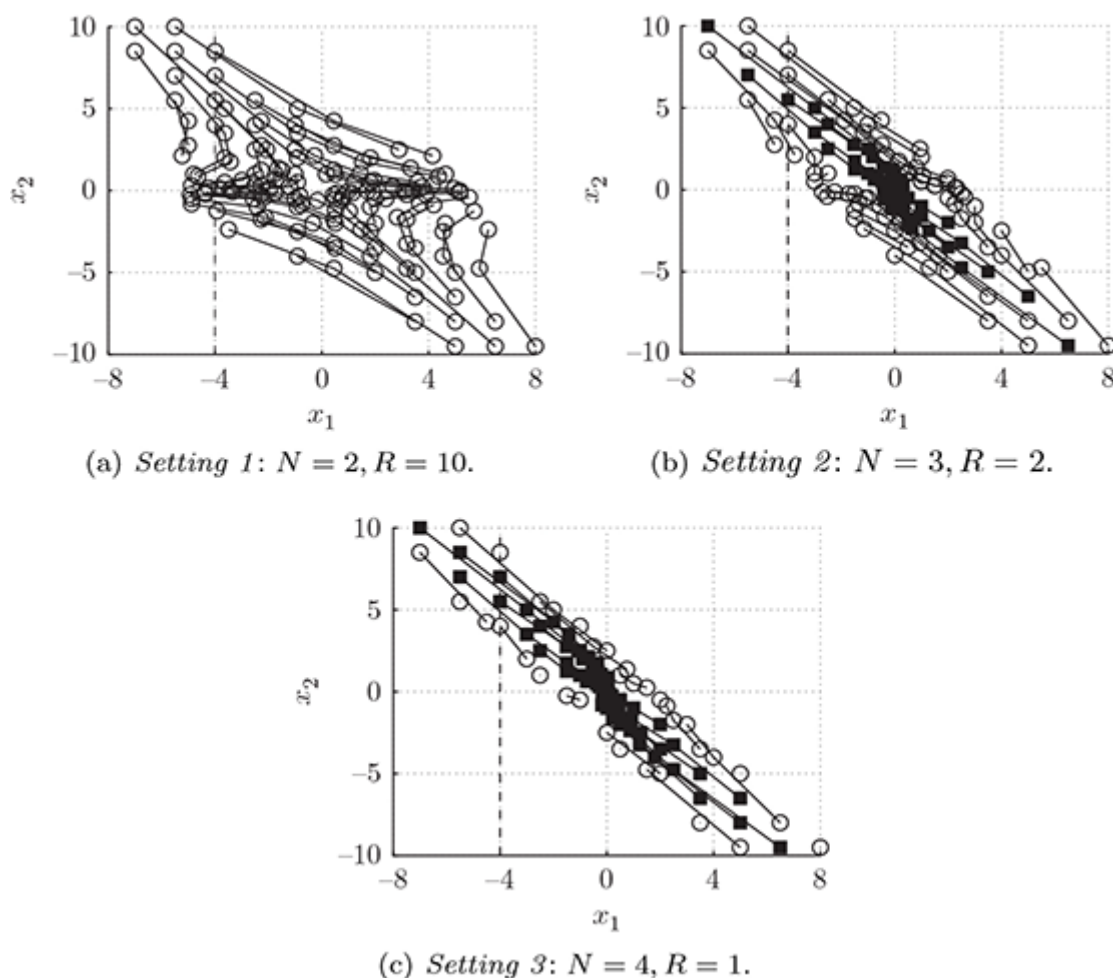 10
5
0
−5
−10
x₂
−8 −4 0 4 8
x₁
(a) Setting 1: N = 2, R = 10.
10
5
0
−5
−10
x₂
−8 −4 0 4 8
x₁
(b) Setting 2: N = 3, R = 2.
10
5
0
−5
−10
x₂
−8 −4 0 4 8
x₁
(c) Setting 3: N = 4, R = 1.